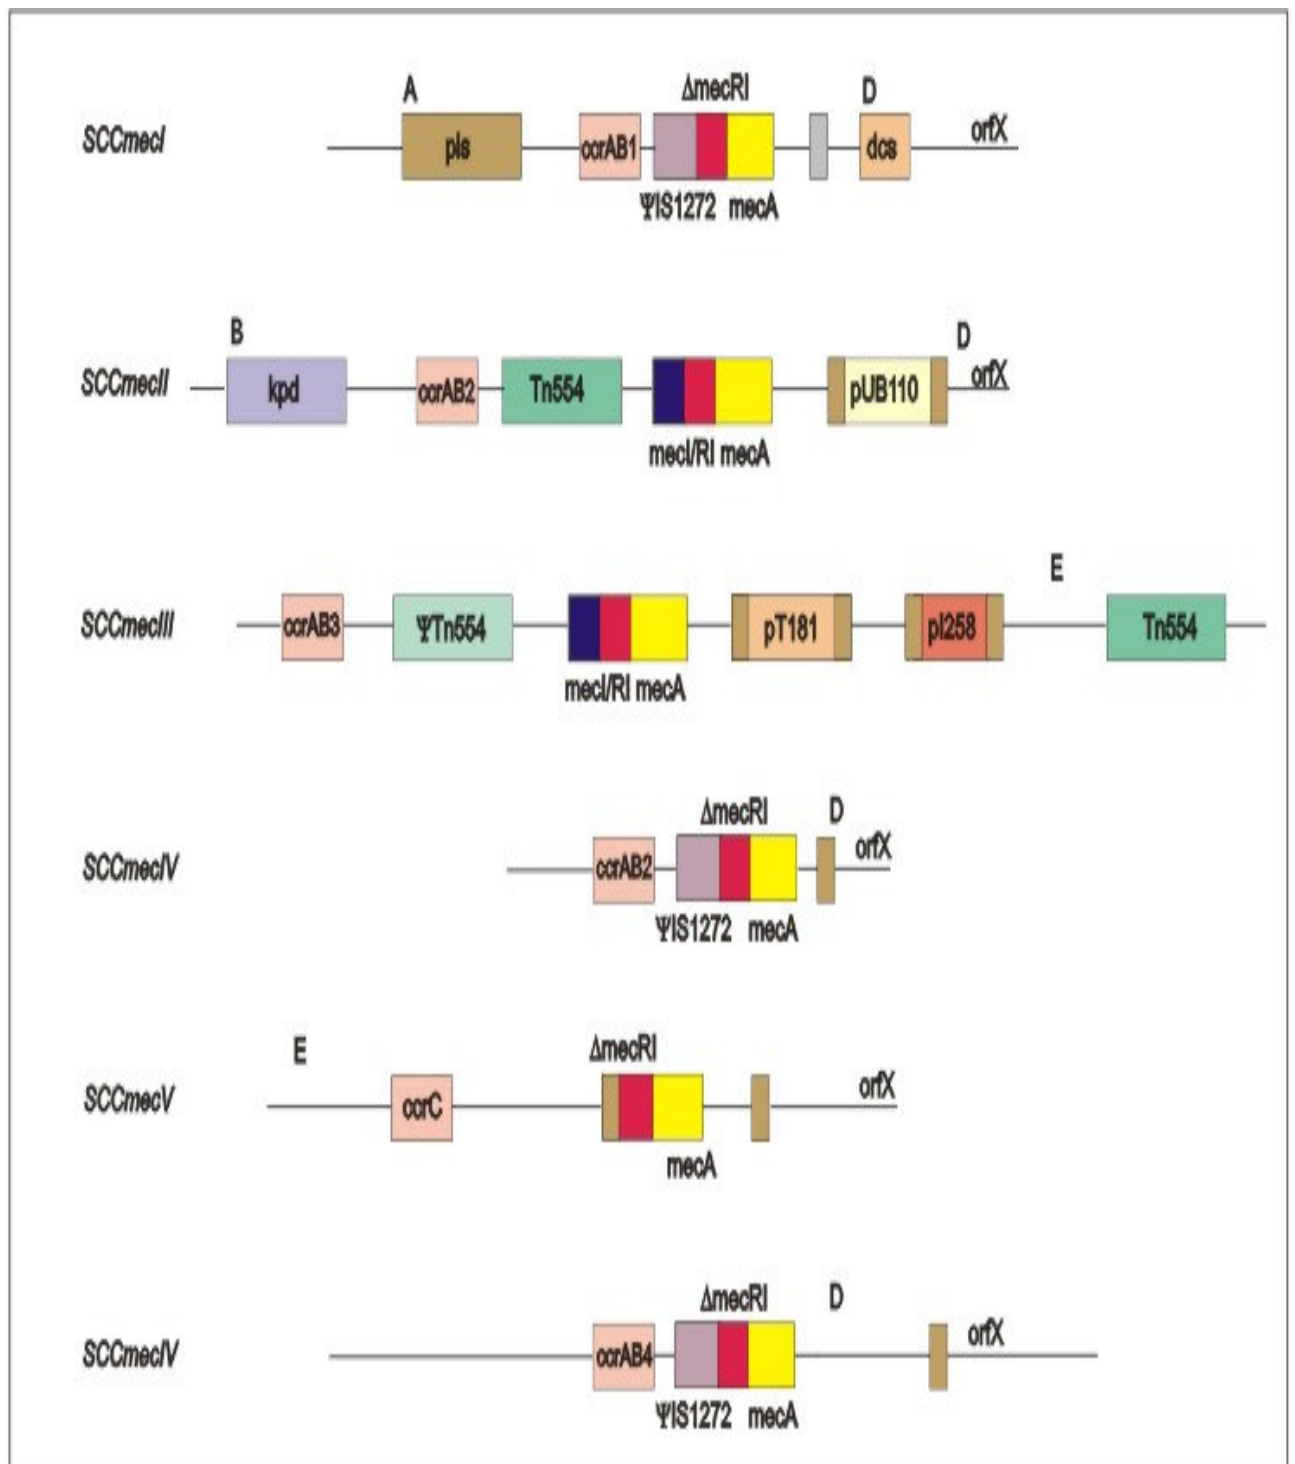 A ΔmecRI D
SCCmecI pls ccrAB1 dcs orfX
ΨIS1272 mecA
B D
SCCmecII kpd ccrAB2 Tn554 pUB110 orfX
mecI/RI mecA
E
SCCmecIII ccrAB3 ΨTn554 pT181 pI258 Tn554
mecI/RI mecA
ΔmecRI D
SCCmecIV ccrAB2 orfX
ΨIS1272 mecA
E ΔmecRI
SCCmecV ccrC orfX
mecA
ΔmecRI D
SCCmecIV ccrAB4 orfX
ΨIS1272 mecA